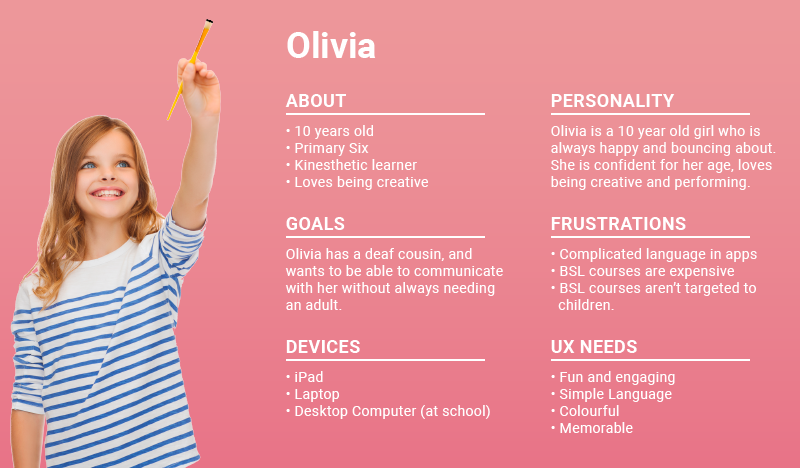 Olivia
ABOUT
• 10 years old
• Primary Six
• Kinesthetic learner
• Loves being creative
PERSONALITY
Olivia is a 10 year old girl who is
always happy and bouncing about.
She is confident for her age, loves
being creative and performing.
GOALS
Olivia has a deaf cousin, and
wants to be able to communicate
with her without always needing
an adult.
FRUSTRATIONS
• Complicated language in apps
• BSL courses are expensive
• BSL courses aren't targeted to
children.
DEVICES
• iPad
• Laptop
• Desktop Computer (at school)
UX NEEDS
• Fun and engaging
• Simple Language
• Colourful
• Memorable